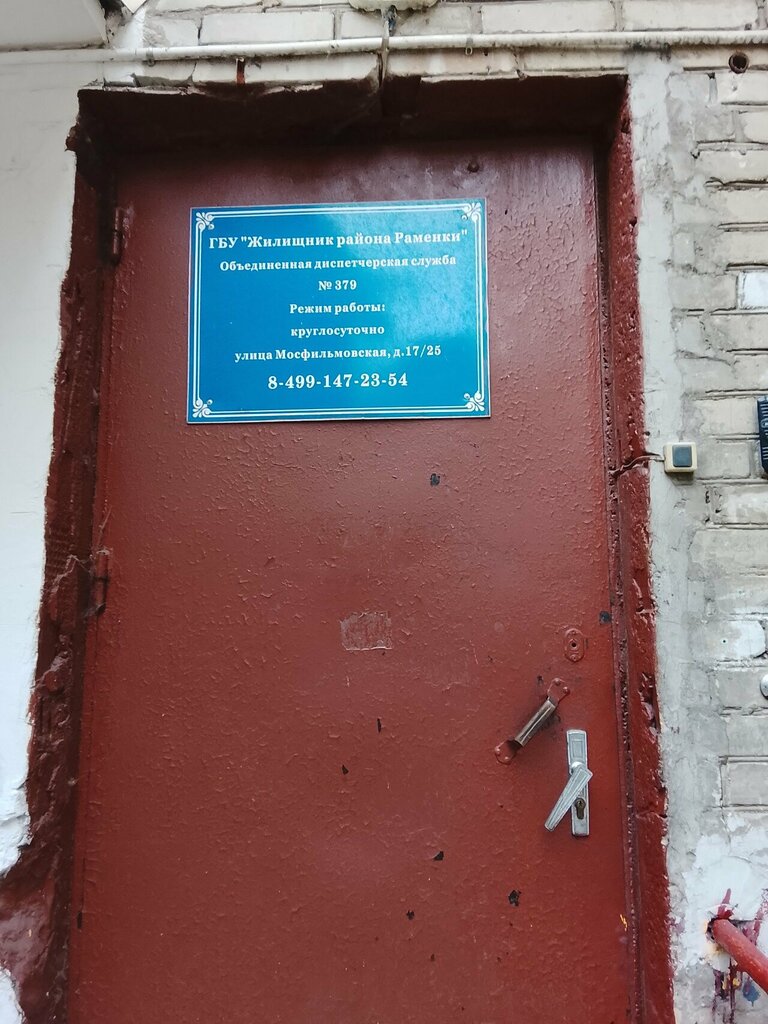 ГБУ "Жилищник района Раменки"
Объединенная диспетчерская служба
№ 379
Режим работы:
круглосуточно
улица Мосфильмовская, д.17/25
8-499-147-23-54